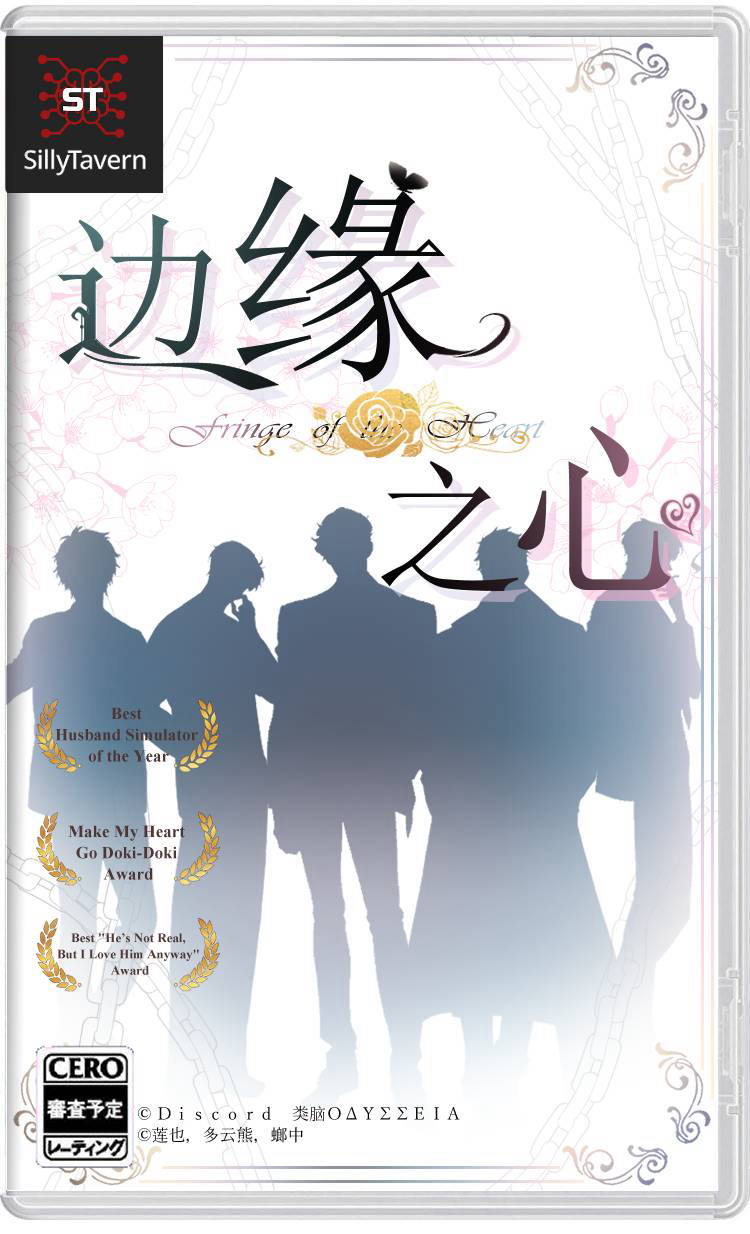 ST
SillyTavern
边缘
Fringe of the Heart
之心
Best
Husband Simulator
of the Year
Make My Heart
Go Doki-Doki
Award
Best "He's Not Real,
But I Love Him Anyway"
Award
CERO
審査予定
レーティング
©Discord 类脑ΟΔΥΣΣΕΙΑ
©莲也，多云熊，螂中